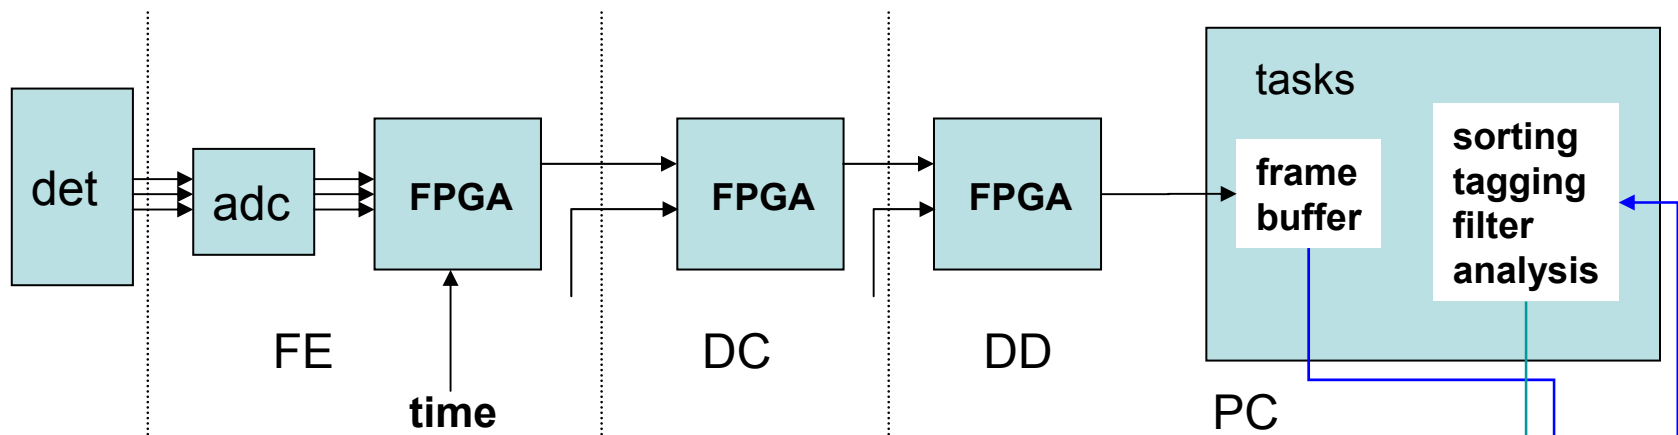 det
adc
FPGA
time
FE
FPGA
DC
FPGA
DD
tasks
frame
buffer
sorting
tagging
filter
analysis
PC